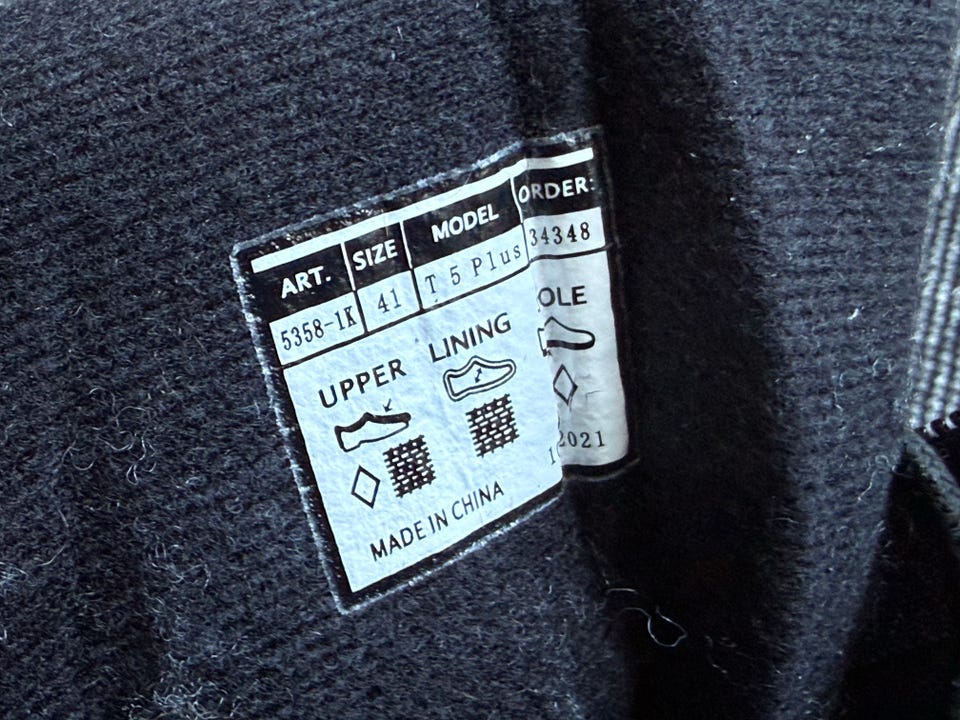 ART. SIZE MODEL ORDER:
5358-1K 41 T 5 Plus 34348
UPPER LINING OLE
2021
MADE IN CHINA